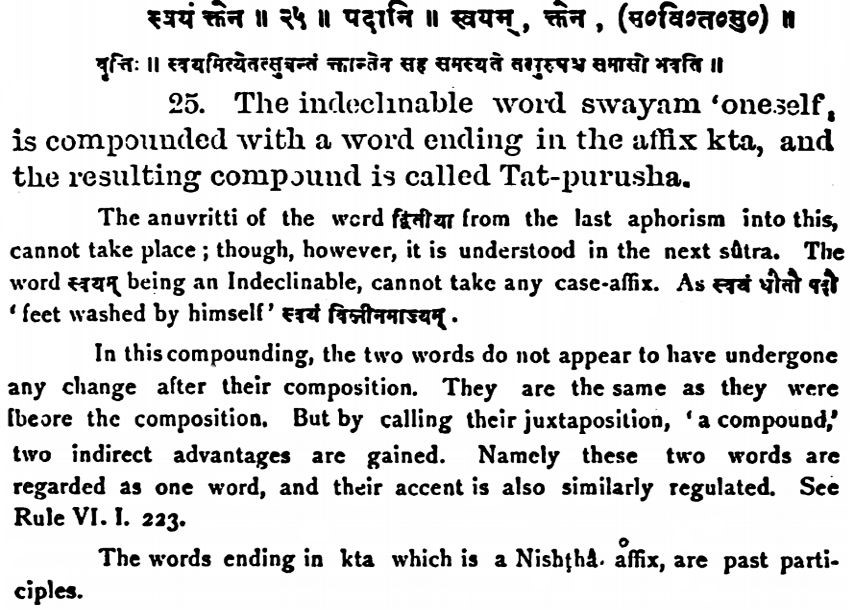 स्वयं क्तेन ॥ २५ ॥ पदानि ॥ स्वयम्, क्तेन, (स०वि०त०सु०) ॥
वृत्तिः ॥ स्वयमित्येतत्सुबन्तं क्तान्तेन सह समस्यते तत्पुरुषश्च समासो भवति ॥
25. The indeclinable word swayam 'oneself,
is compounded with a word ending in the affix kta, and
the resulting compound is called Tat-purusha.
The anuvritti of the word द्वितीया from the last aphorism into this,
cannot take place; though, however, it is understood in the next sûtra. The
word स्वयम् being an Indeclinable, cannot take any case-affix. As स्वयं धौतौ पादौ
'feet washed by himself' स्वयं विलीनमाज्यम्.
In this compounding, the two words do not appear to have undergone
any change after their composition. They are the same as they were
fbeore the composition. But by calling their juxtaposition, 'a compound,'
two indirect advantages are gained. Namely these two words are
regarded as one word, and their accent is also similarly regulated. See
Rule VI. I. 223.
The words ending in kta which is a Nishṭhâ affix, are past parti-
ciples.